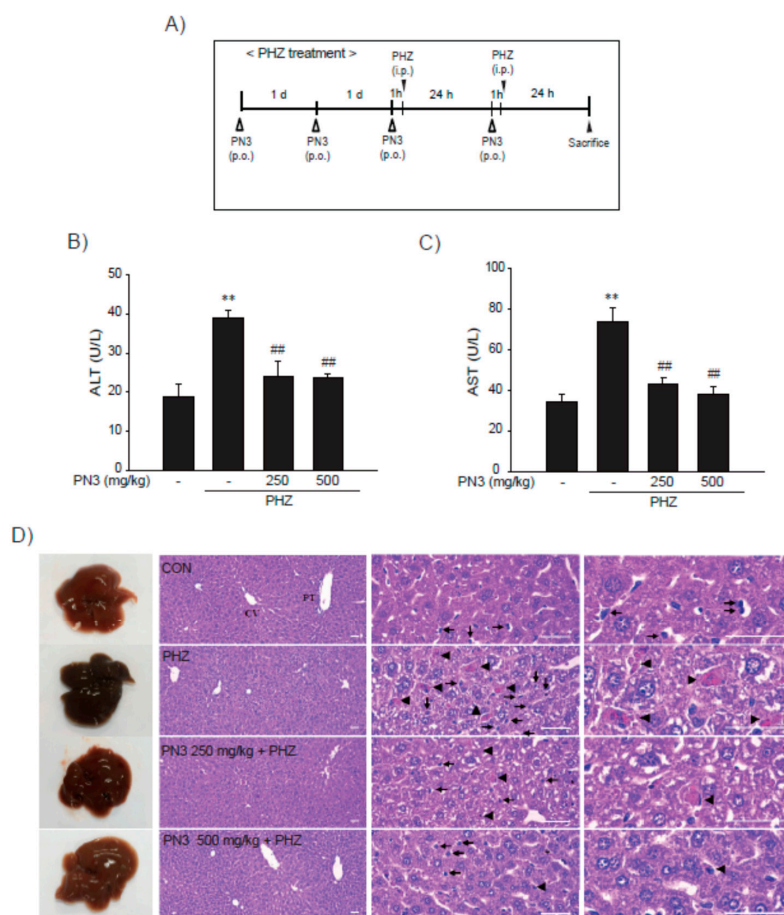 A)
< PHZ treatment >
PHZ
(i.p.)
PHZ
(i.p.)
1 d
1 d
1h
24 h
1h
24 h
PN3
(p.o.)
PN3
(p.o.)
PN3
(p.o.)
PN3
(p.o.)
Sacrifice
B)
ALT (U/L)
50
40
30
20
10
0
**
##
##
PN3 (mg/kg)
-
-
250
500
PHZ
C)
AST (U/L)
100
80
60
40
20
0
**
##
##
PN3 (mg/kg)
-
-
250
500
PHZ
D)
CON
CV
PT
PHZ
PN3 250 mg/kg + PHZ
PN3 500 mg/kg + PHZ